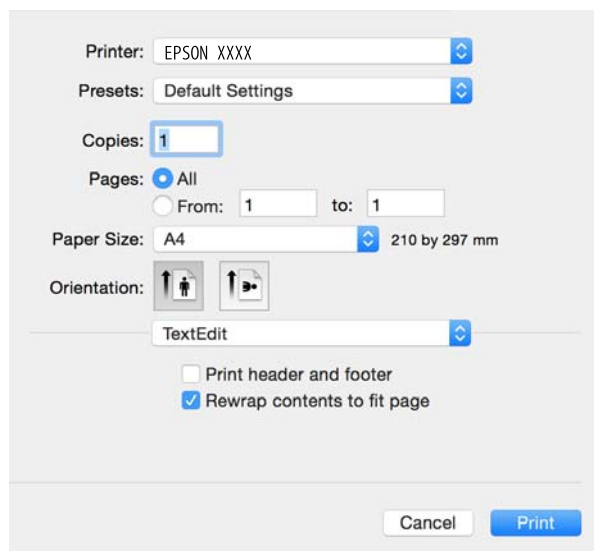 Printer: EPSON XXXX
Presets: Default Settings
Copies: 1
Pages: All
From: 1 to: 1
Paper Size: A4 210 by 297 mm
Orientation:
TextEdit
Print header and footer
Rewrap contents to fit page
Cancel Print